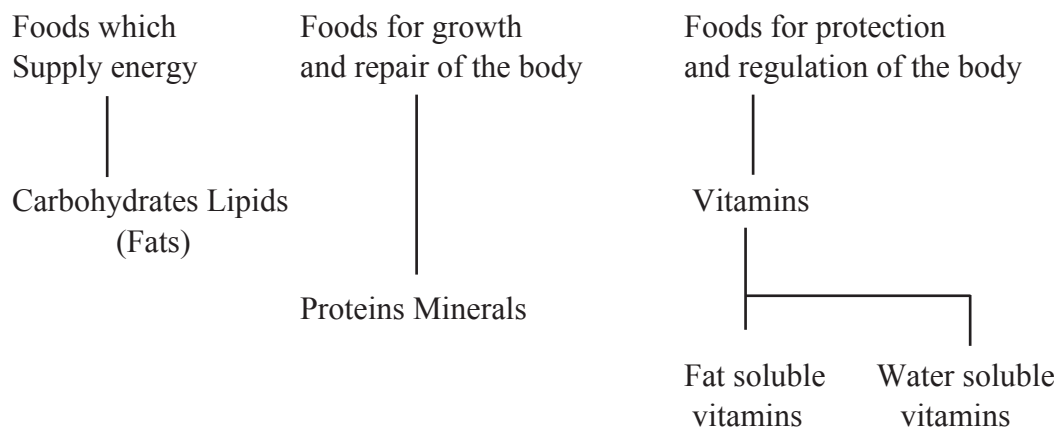 Foods which
Supply energy
Foods for growth
and repair of the body
Foods for protection
and regulation of the body
Carbohydrates Lipids
(Fats)
Proteins Minerals
Vitamins
Fat soluble
vitamins
Water soluble
vitamins